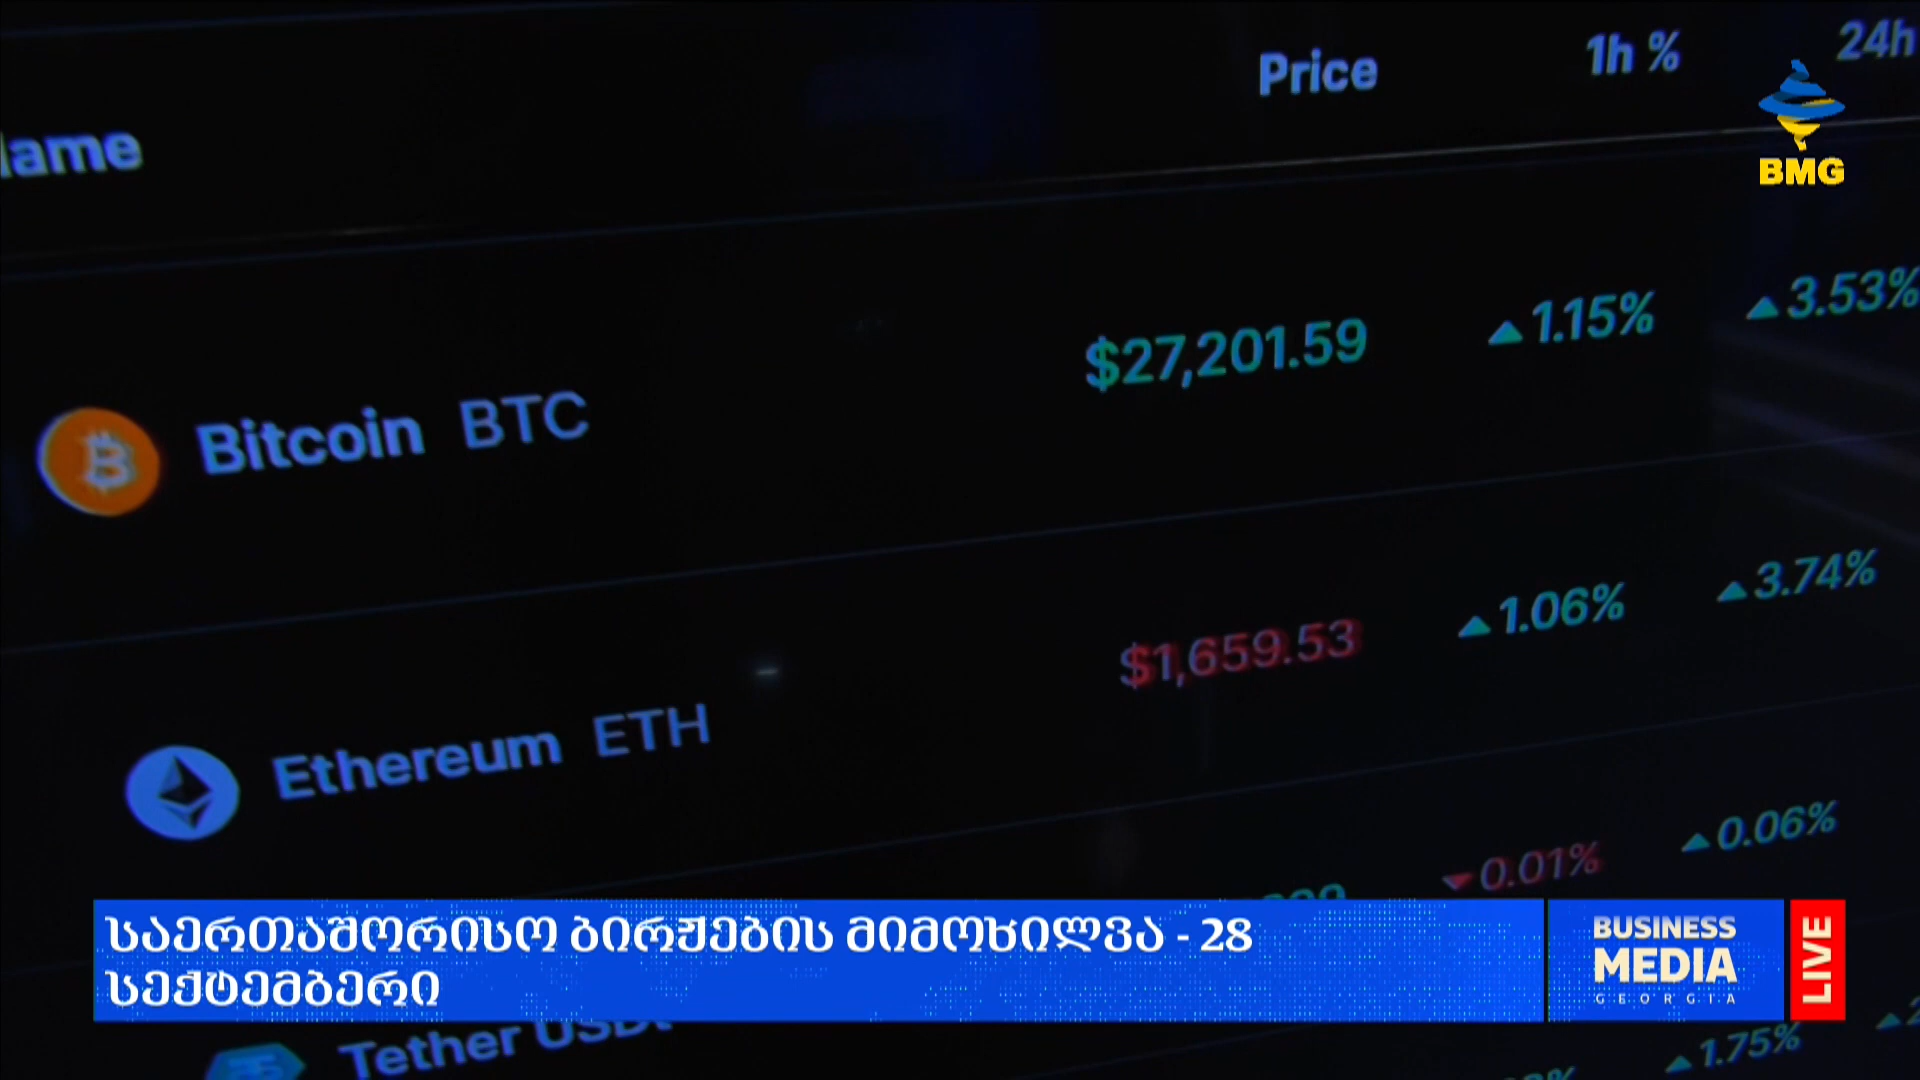 Price 1h % 24h
BMG
Bitcoin BTC $27,201.59 1.15% 3.53%
Ethereum ETH $1,659.53 1.06% 3.74%
0.01% 0.06%
საერთაშორისო ბირჟების მიმოხილვა - 28
სექტემბერი
BUSINESS
MEDIA
GEORGIA
LIVE
Tether USDt
1.75%